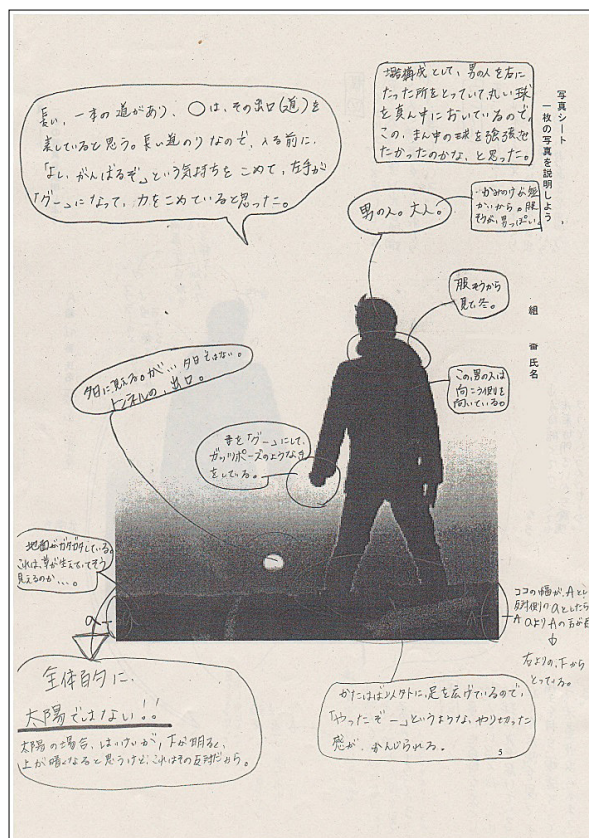 写真シート
一枚の写真を説明しよう
組 番 氏名
場面構成として、男の人を右に
たった所をとっていて、丸い球
を真ん中においているので、
この、まん中の球を強張せ
たかったのかな、と思った。
長い、一本の道があり、〇は、その出口(道)を
表していると思う。長い道のりなので、入る前に、
「よし、がんばるぞ」という気持ちをこめて、左手が
「グー」になって、力をこめていると思った。
男の人。大人。
かみのけが短
かいから。服
そうが、男っぽい。
服そうから
見て冬。
この、男の人は
向こう側を
向いている。
夕日に見える。が…夕日ではない。
トンネルの、出口。
手を「グー」にして、
ガッツポーズのような手
をしている。
地面がガタガタしている。
これは、草が生えていてそう
見えるのか…。
a
A
ココの幅が、Aとし
反対側のaとしたら
aよりAの方が
右よりの、下から
とっている。
全体的に、
太陽ではない!!
太陽の場合、はいけいが、下が明るく、
上が暗くなると思うけど、これはその反対だから。
かたはば以外に、足を広げているので、
「やったぞー」というような、やり切った
感が、かんじられる。
5